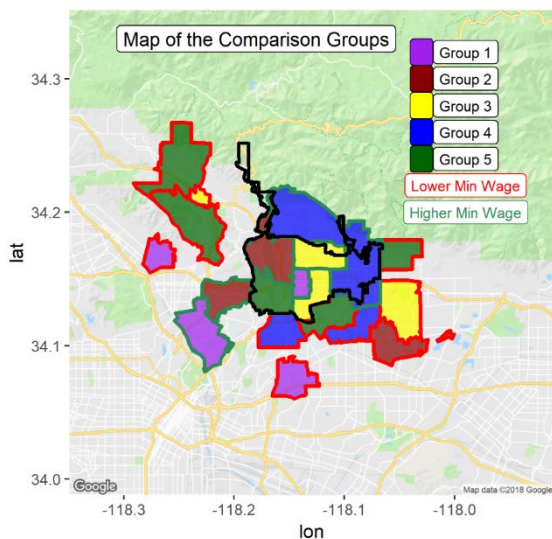 Map of the Comparison Groups
Group 1
Group 2
Group 3
Group 4
Group 5
Lower Min Wage
Higher Min Wage
34.3
34.2
34.1
34.0
lat
-118.3
-118.2
-118.1
-118.0
lon
Google
Map data ©2018 Google